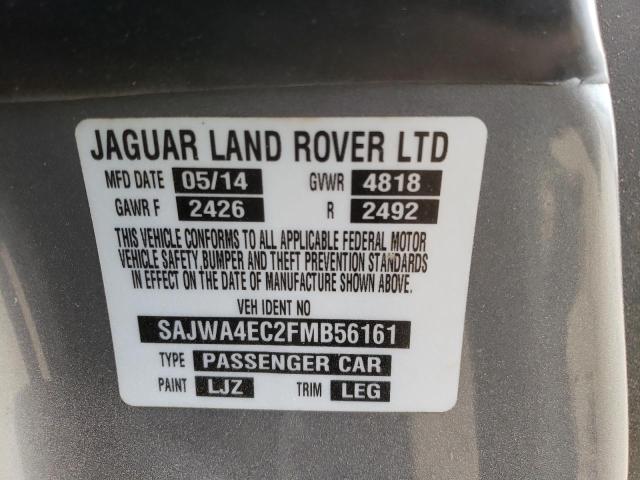 JAGUAR LAND ROVER LTD
MFD DATE 05/14 GVWR 4818
GAWR F 2426 R 2492
THIS VEHICLE CONFORMS TO ALL APPLICABLE FEDERAL MOTOR
VEHICLE SAFETY,BUMPER AND THEFT PREVENTION STANDARDS
IN EFFECT ON THE DATE OF MANUFACTURE SHOWN ABOVE.
VEH IDENT NO
SAJWA4EC2FMB56161
TYPE PASSENGER CAR
PAINT LJZ TRIM LEG